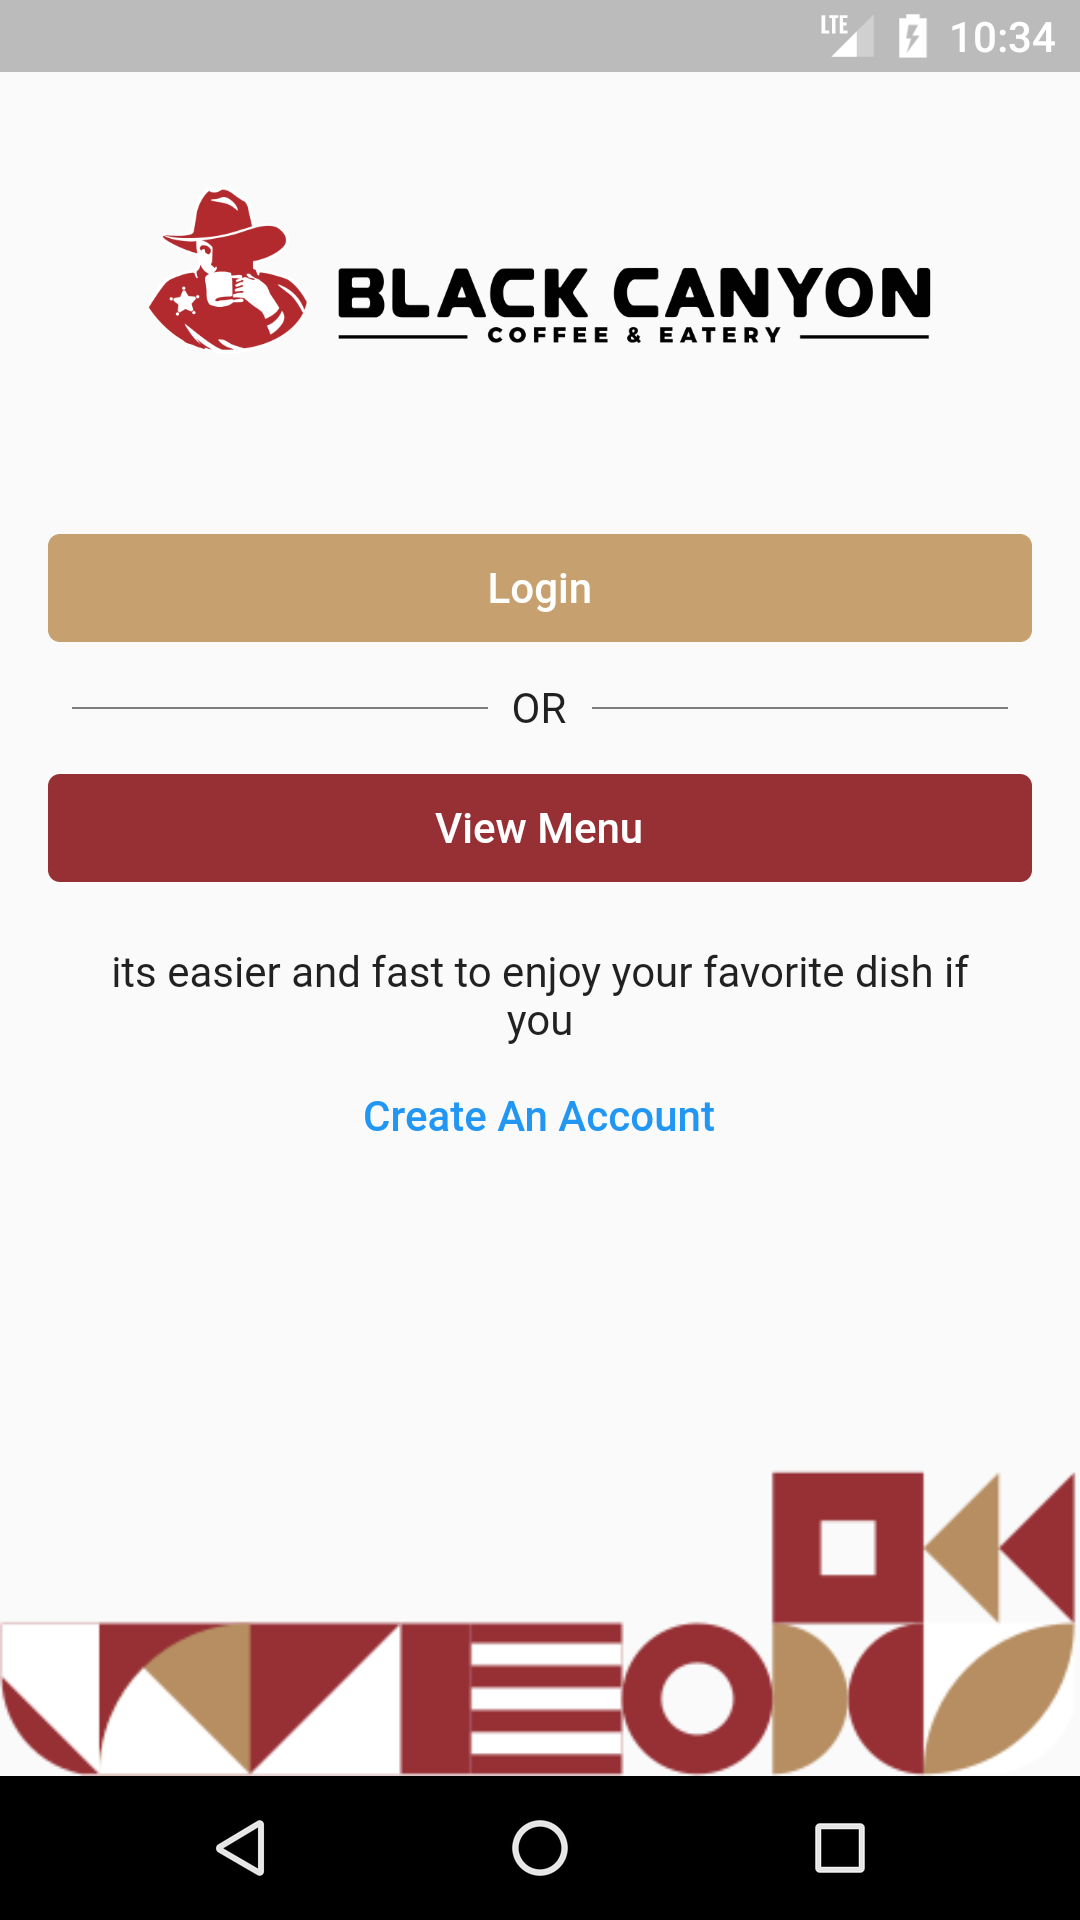 LTE 10:34
BLACK CANYON
COFFEE & EATERY
Login
OR
View Menu
its easier and fast to enjoy your favorite dish if
you
Create An Account